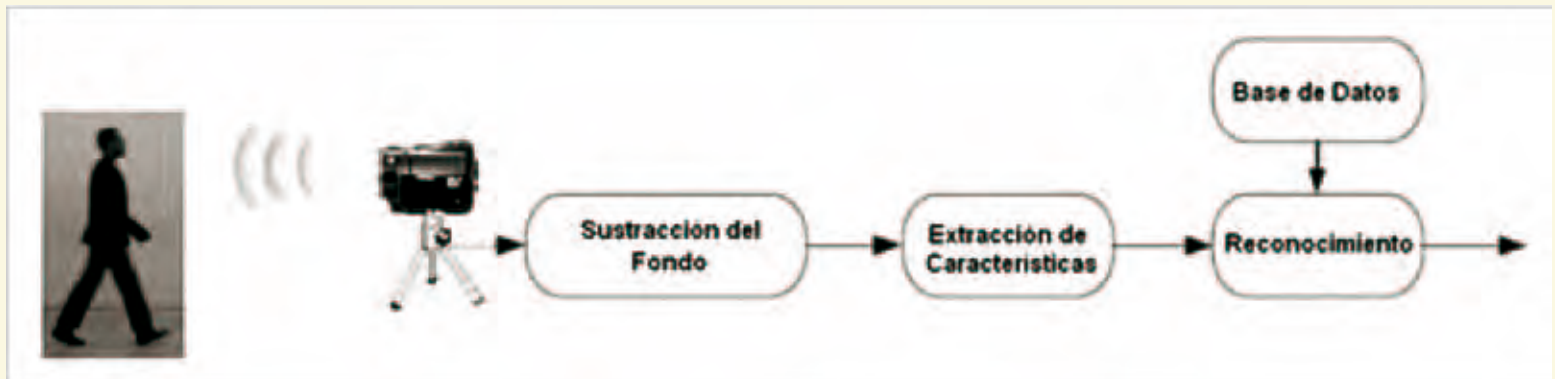 Base de Datos
Sustracción del
Fondo
Extracción de
Características
Reconocimiento